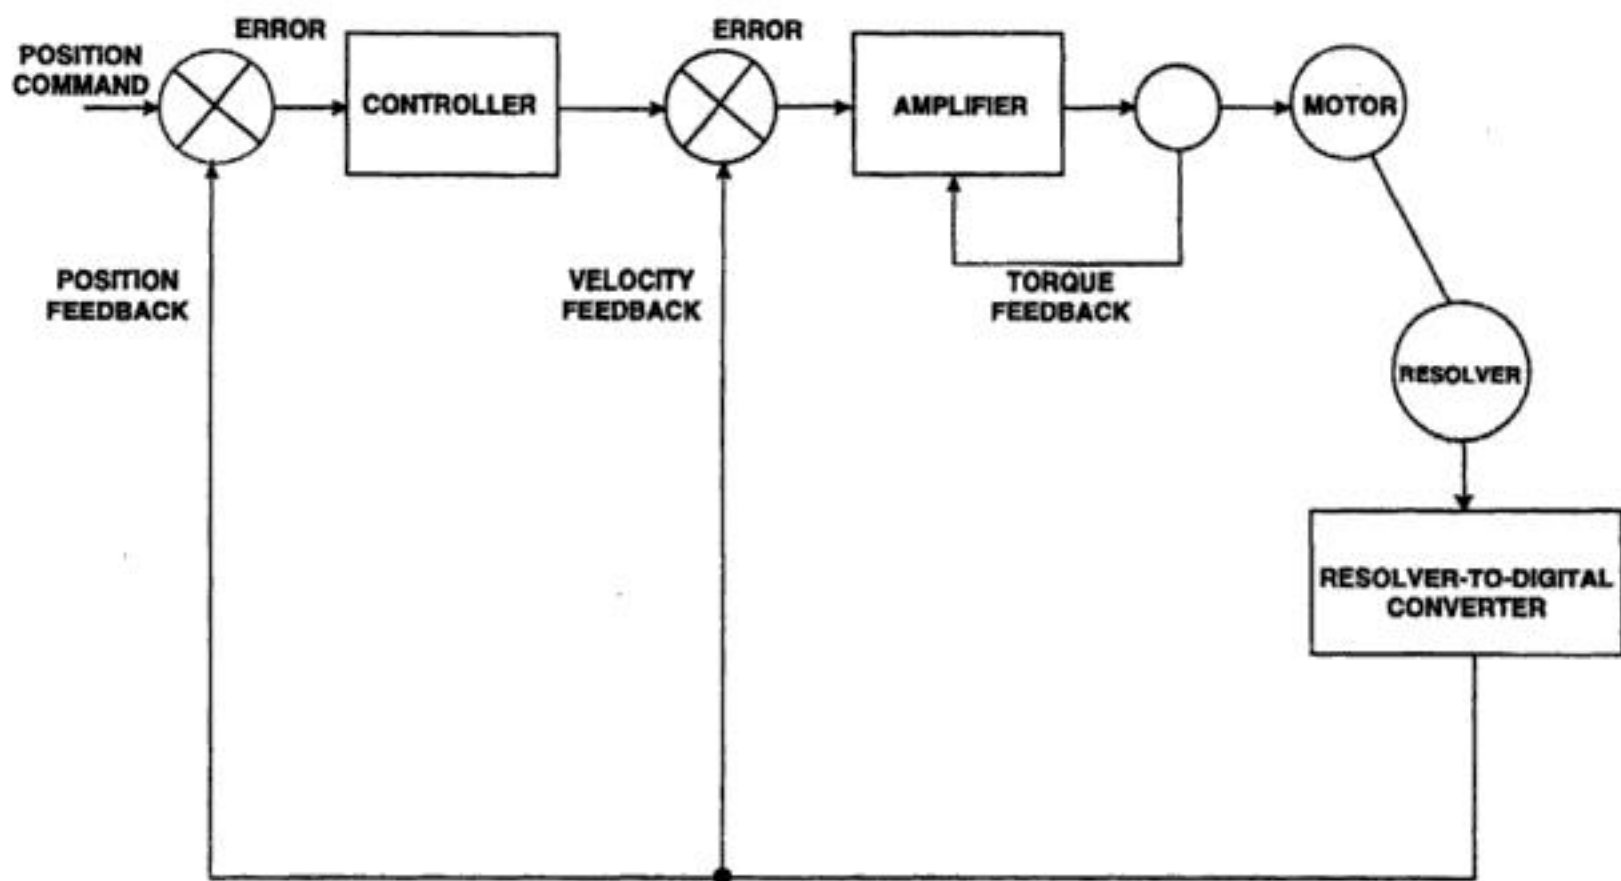 POSITION
COMMAND
ERROR
CONTROLLER
ERROR
AMPLIFIER
MOTOR
POSITION
FEEDBACK
VELOCITY
FEEDBACK
TORQUE
FEEDBACK
RESOLVER
RESOLVER-TO-DIGITAL
CONVERTER